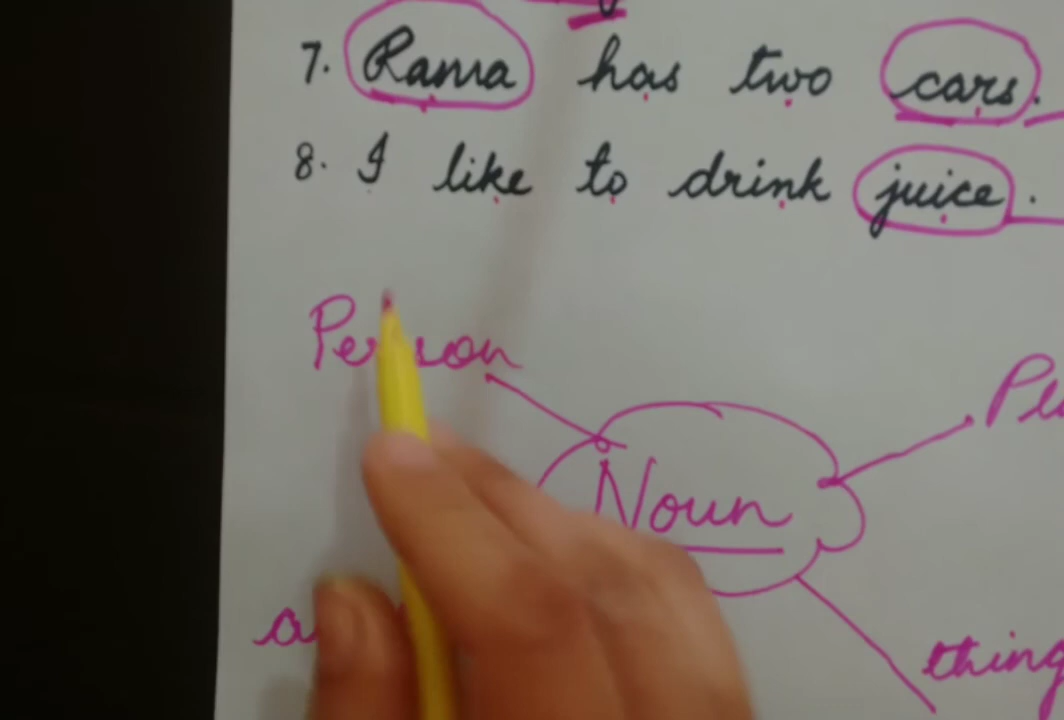 7. Rama has two cars.
8. I like to drink juice.
Person
Noun
thing